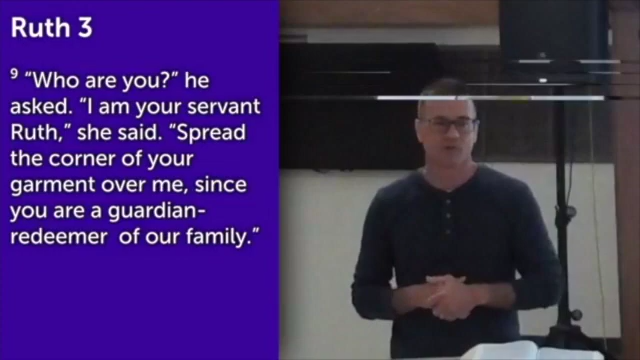 Ruth 3
9 “Who are you?” he
asked. “I am your servant
Ruth,” she said. “Spread
the corner of your
garment over me, since
you are a guardian-
redeemer of our family.”